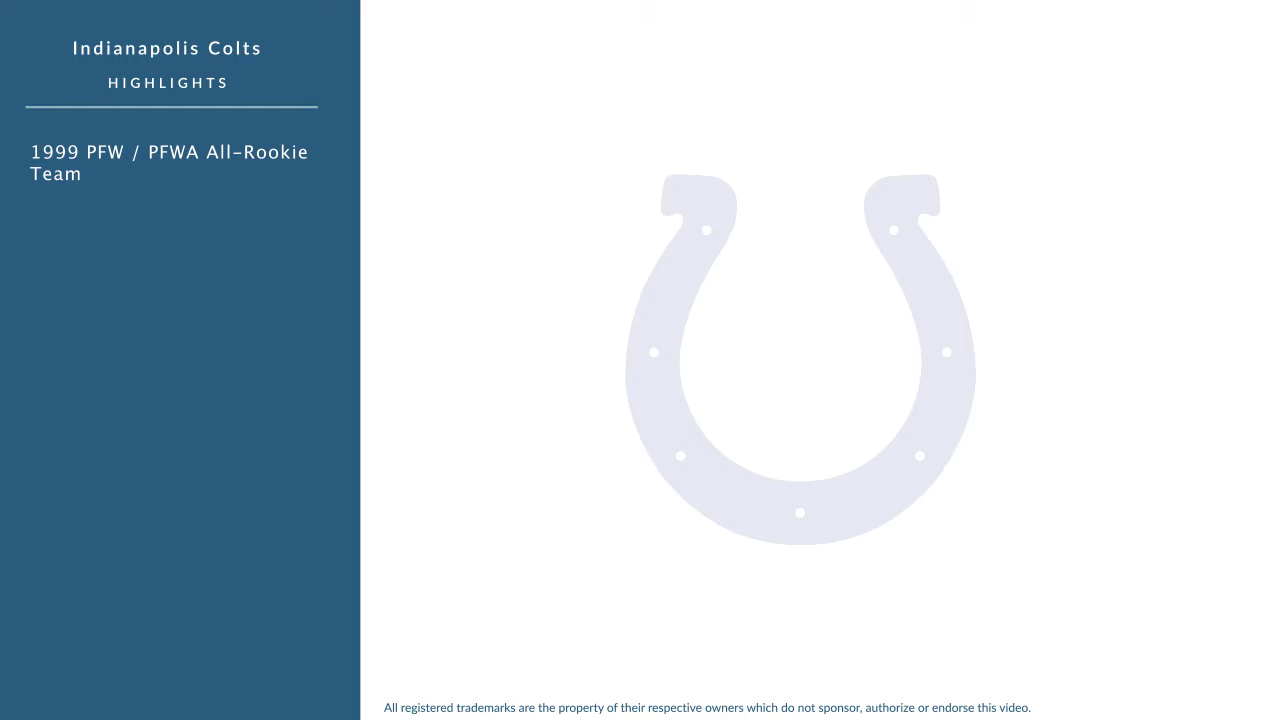 Indianapolis Colts
HIGHLIGHTS
1999 PFW / PFWA All-Rookie
Team
All registered trademarks are the property of their respective owners which do not sponsor, authorize or endorse this video.